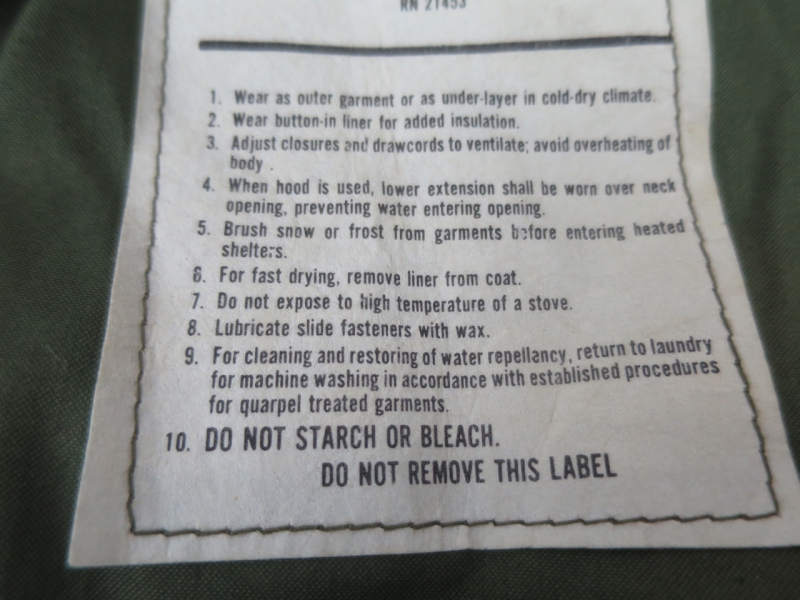 RN 21453
1. Wear as outer garment or as under-layer in cold-dry climate.
2. Wear button-in liner for added insulation.
3. Adjust closures and drawcords to ventilate; avoid overheating of
body .
4. When hood is used, lower extension shall be worn over neck
opening, preventing water entering opening.
5. Brush snow or frost from garments before entering heated
shelters.
6. For fast drying, remove liner from coat.
7. Do not expose to high temperature of a stove.
8. Lubricate slide fasteners with wax.
9. For cleaning and restoring of water repellancy, return to laundry
for machine washing in accordance with established procedures
for quarpel treated garments.
10. DO NOT STARCH OR BLEACH.
DO NOT REMOVE THIS LABEL